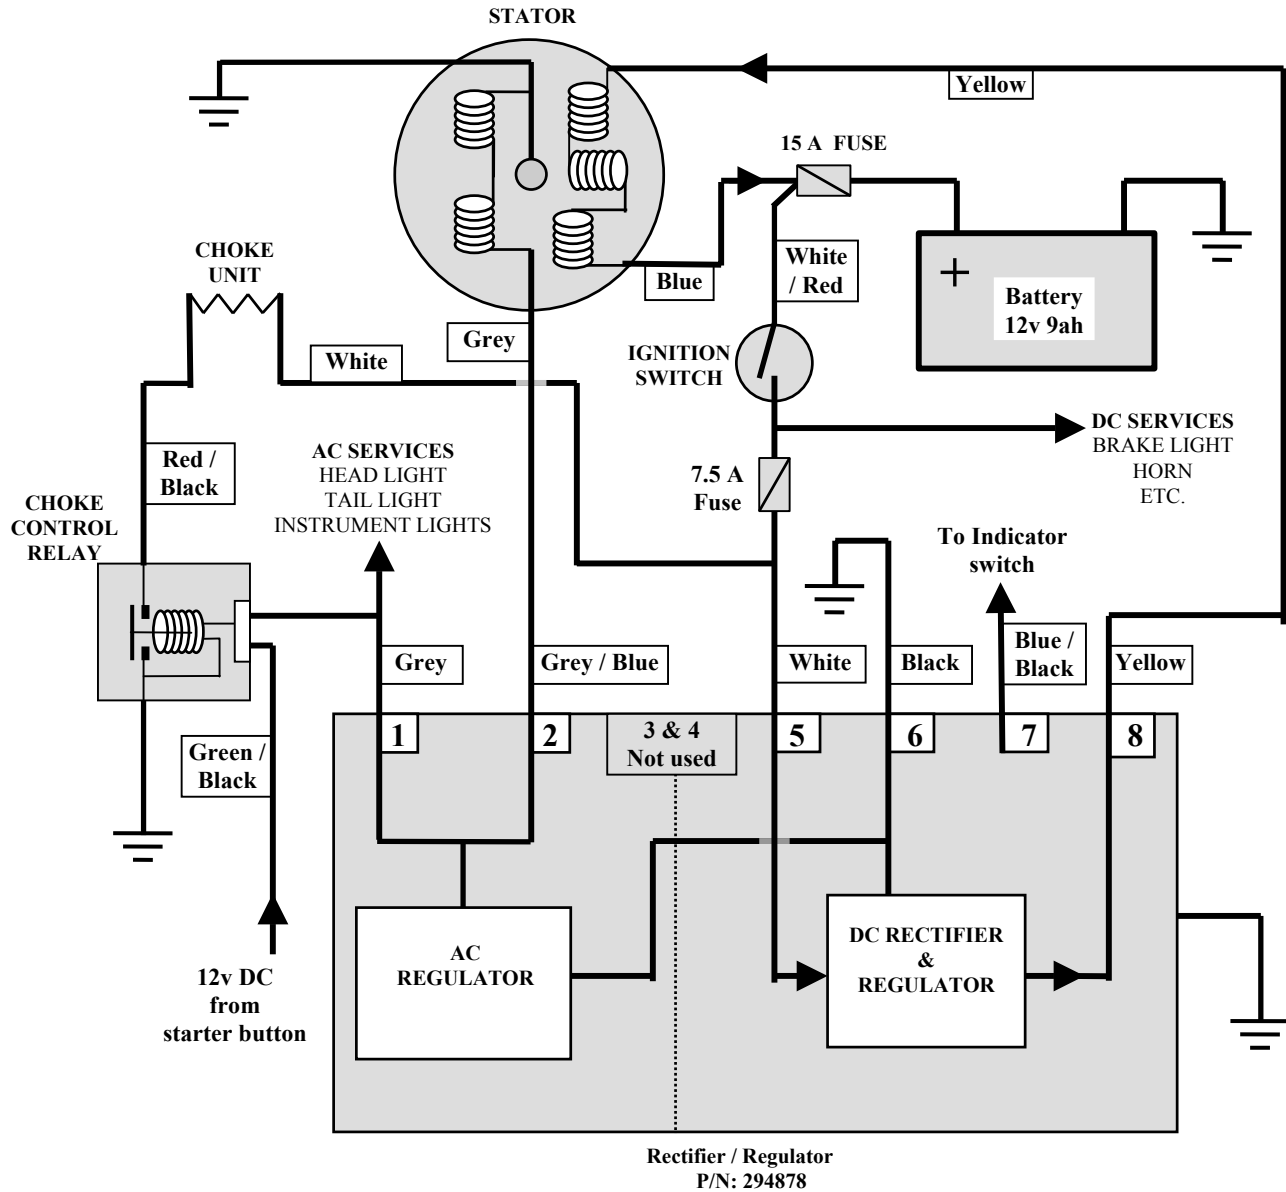 STATOR
Yellow
15 A FUSE
CHOKE
UNIT
Blue
White
/ Red
+
Battery
12v 9ah
Grey
White
IGNITION
SWITCH
DC SERVICES
BRAKE LIGHT
HORN
ETC.
Red /
Black
AC SERVICES
HEAD LIGHT
TAIL LIGHT
INSTRUMENT LIGHTS
7.5 A
Fuse
CHOKE
CONTROL
RELAY
To Indicator
switch
Grey
Grey / Blue
White
Black
Blue /
Black
Yellow
1
2
3 & 4
Not used
5
6
7
8
Green /
Black
AC
REGULATOR
DC RECTIFIER
&
REGULATOR
12v DC
from
starter button
Rectifier / Regulator
P/N: 294878